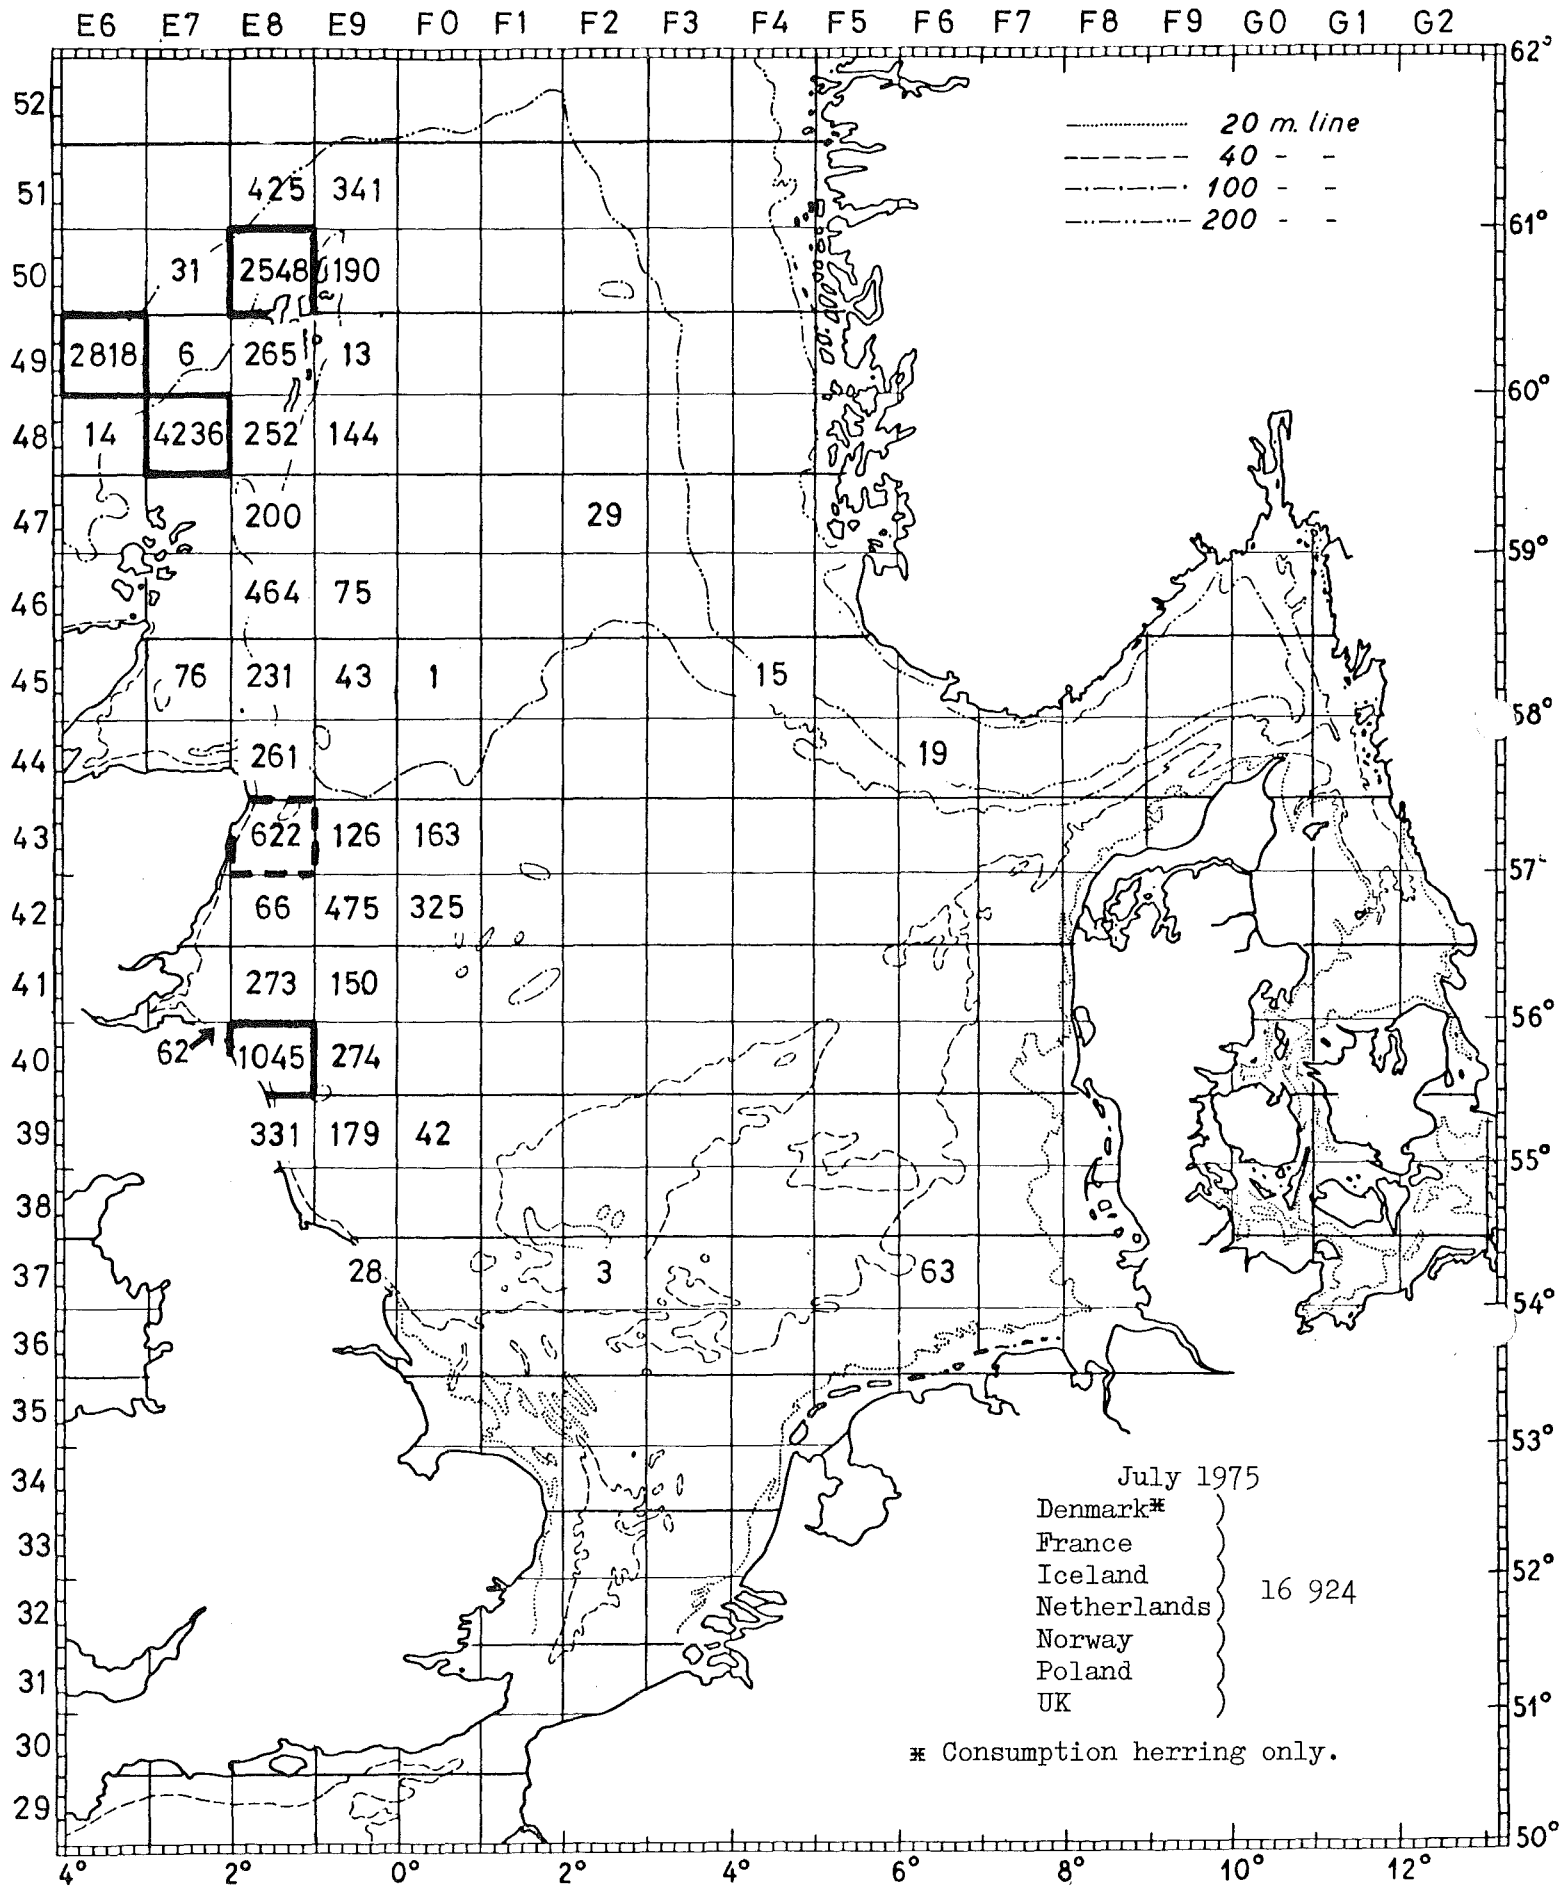 E6 E7 E8 E9 F0 F1 F2 F3 F4 F5 F6 F7 F8 F9 G0 G1 G2
62°
52
20 m. line
40 - -
100 - -
200 - -
51 425 341
61°
50 31 2548 190
49 2818 6 265 13
60°
48 14 4236 252 144
47 200 29
59°
46 464 75
45 76 231 43 1 15
58°
44 261 19
43 622 126 163
57°
42 66 475 325
41 273 150
56°
40 62 1045 274
39 331 179 42
55°
38
37 28 3 63
54°
36
35
53°
34
July 1975
Denmark*
33
France
52°
Iceland
Netherlands 16 924
32
Norway
Poland
31
UK
51°
30
* Consumption herring only.
29
50°
4° 2° 0° 2° 4° 6° 8° 10° 12°